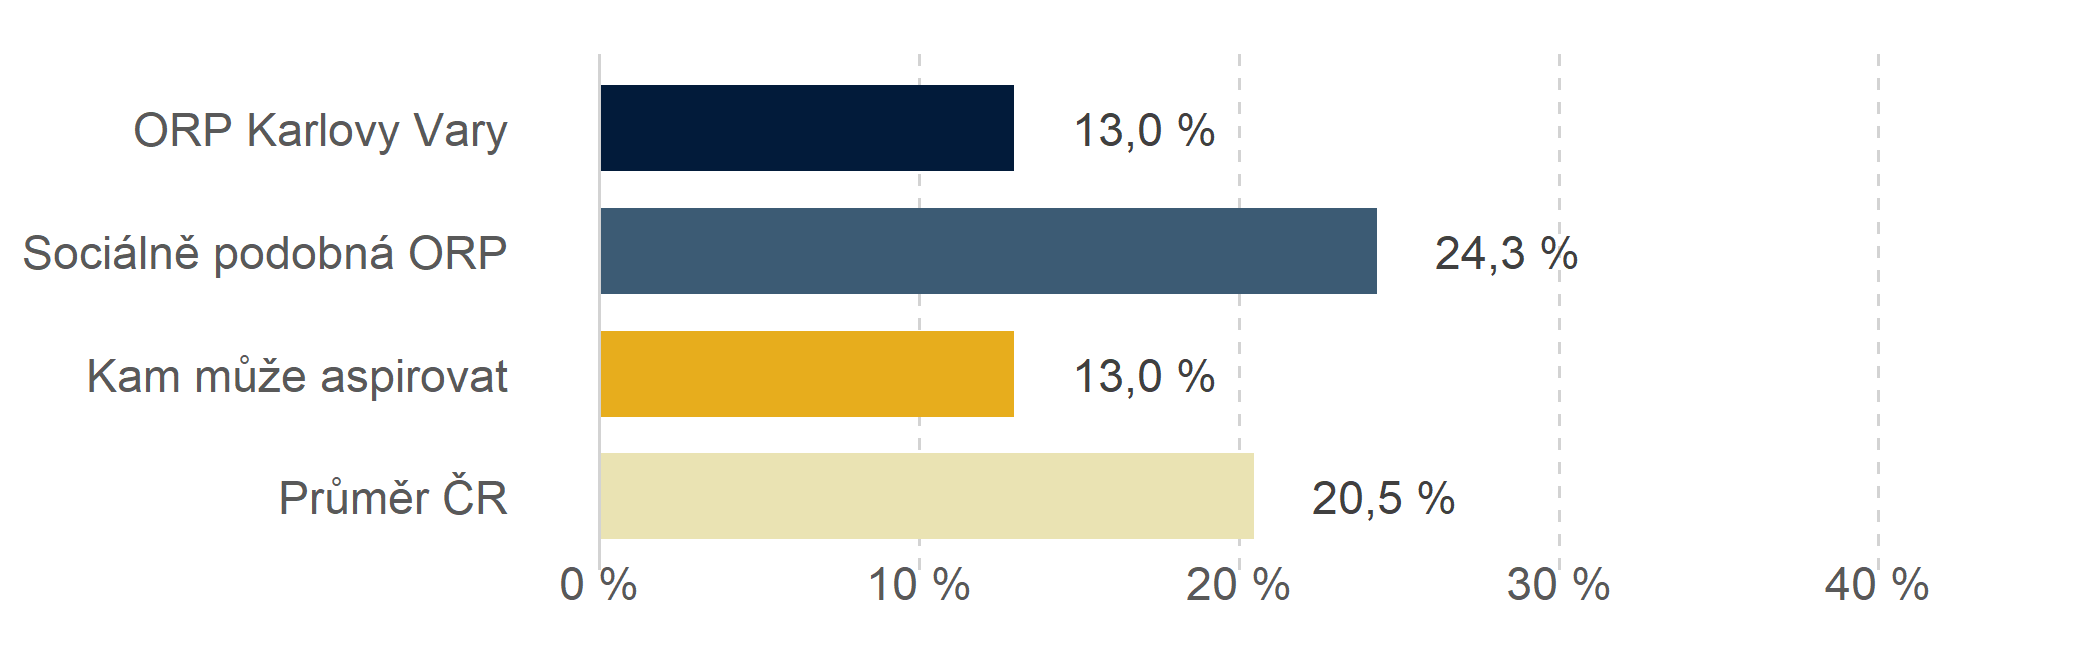 ORP Karlovy Vary
13,0 %
Sociálně podobná ORP
24,3 %
Kam může aspirovat
13,0 %
Průměr ČR
20,5 %
0 % 10 % 20 % 30 % 40 %